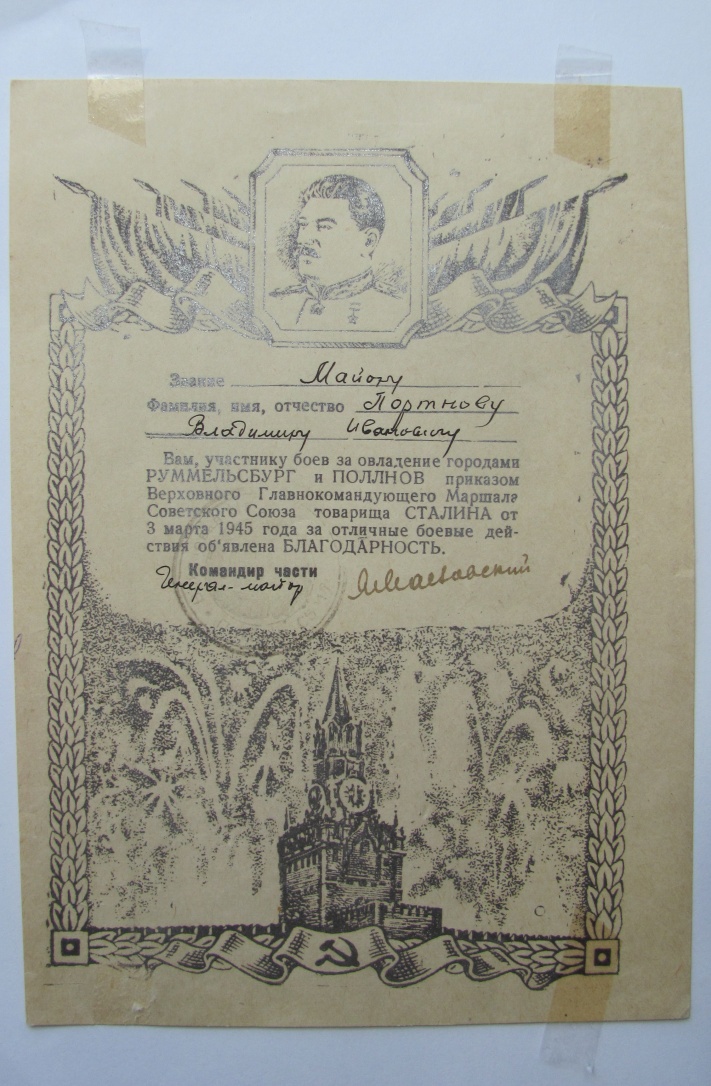 Звание Майору
Фамилия, имя, отчество Портнову
Владимиру Ивановичу
Вам, участнику боев за овладение городами
РУММЕЛЬСБУРГ и ПОЛЛНОВ приказом
Верховного Главнокомандующего Маршала
Советского Союза товарища СТАЛИНА от
3 марта 1945 года за отличные боевые дей-
ствия об'явлена БЛАГОДАРНОСТЬ.
Командир части
Генерал-майор